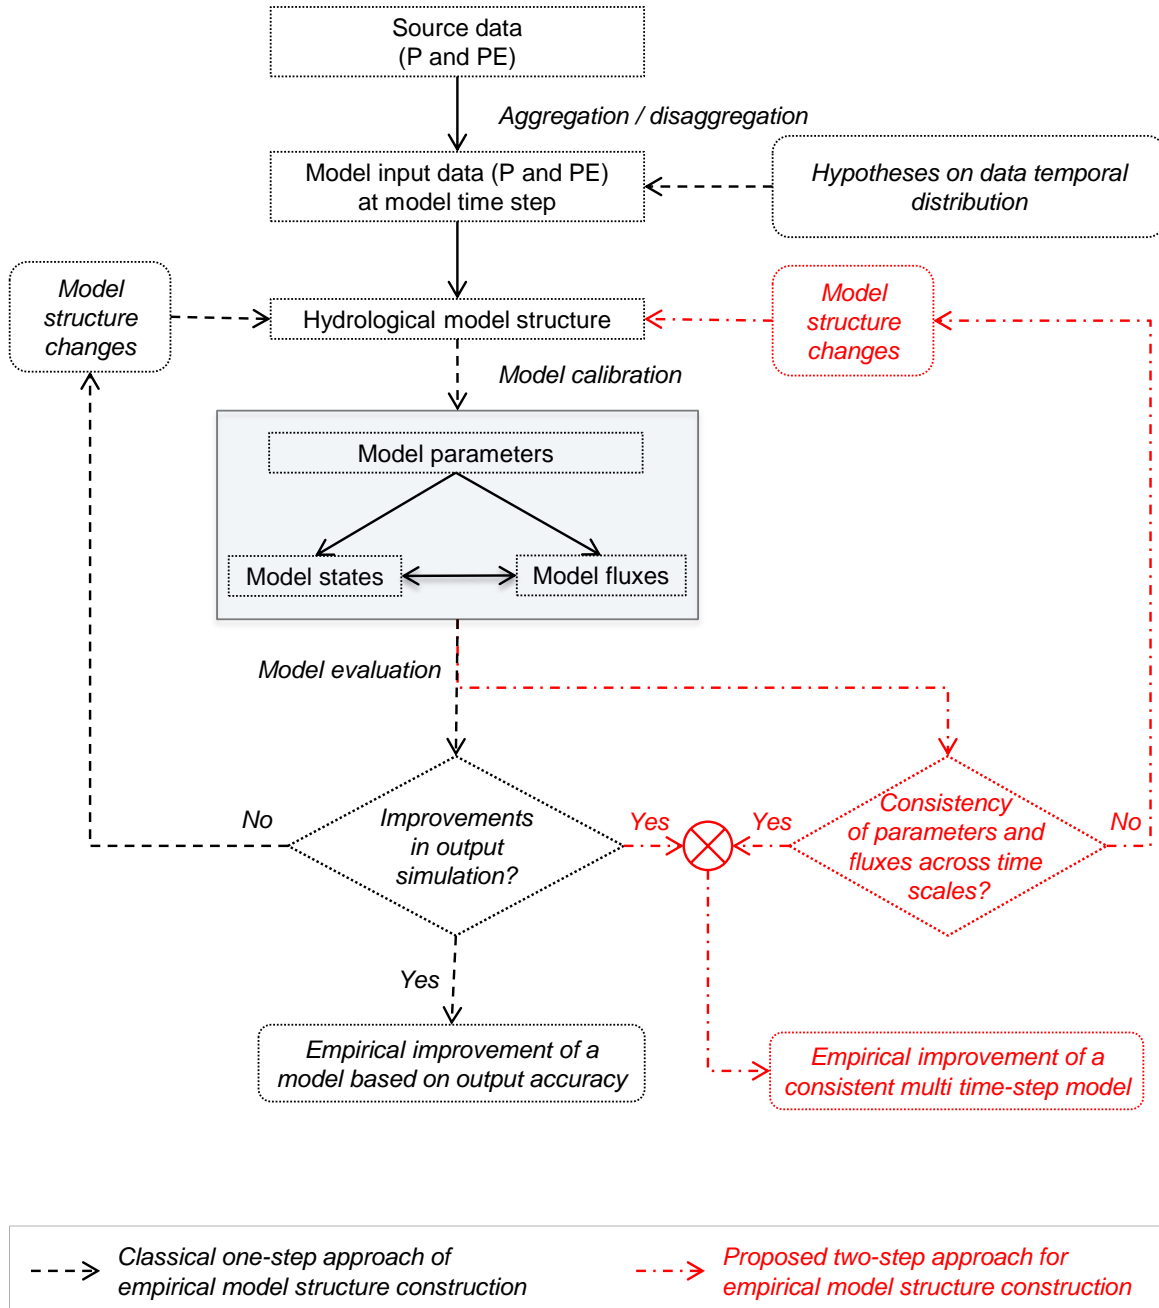 Source data
(P and PE)
Aggregation / disaggregation
Model input data (P and PE)
at model time step
Hypotheses on data temporal
distribution
Model
structure
changes
Hydrological model structure
Model
structure
changes
Model calibration
Model parameters
Model states
Model fluxes
Model evaluation
No
Improvements
in output
simulation?
Yes
Yes
Consistency
of parameters and
fluxes across time
scales?
No
Yes
Empirical improvement of a
model based on output accuracy
Empirical improvement of a
consistent multi time-step model
Classical one-step approach of
empirical model structure construction
Proposed two-step approach for
empirical model structure construction